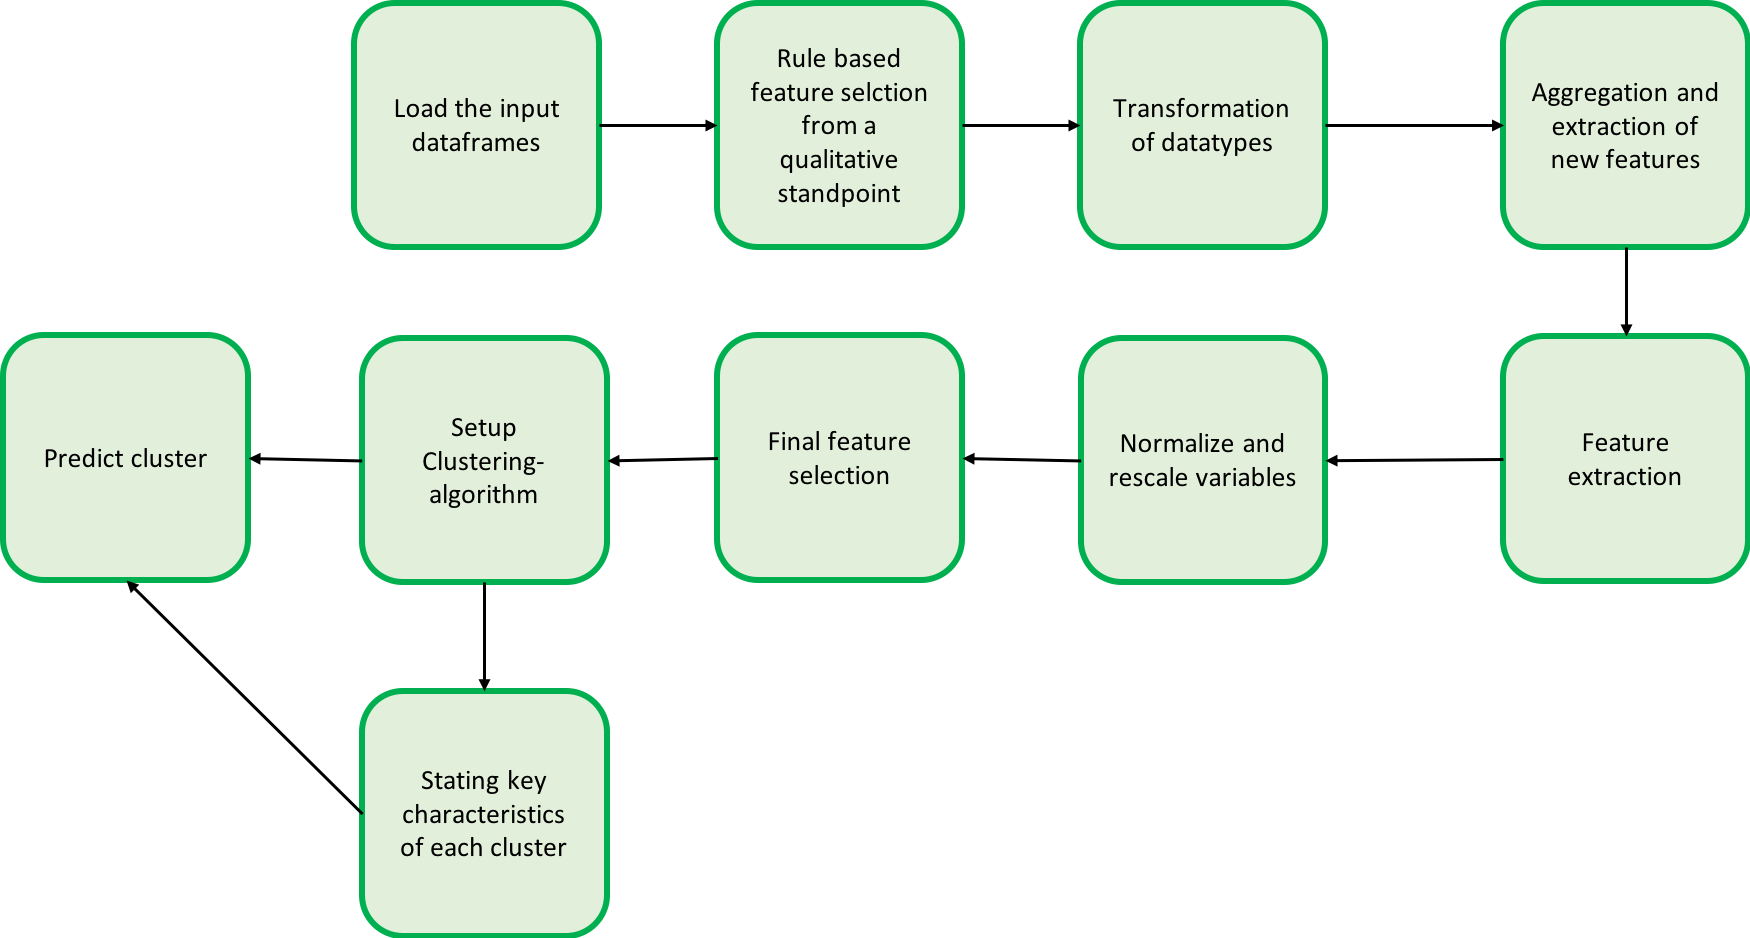 Load the input
dataframes
Rule based
feature selction
from a
qualitative
standpoint
Transformation
of datatypes
Aggregation and
extraction of
new features
Feature
extraction
Normalize and
rescale variables
Final feature
selection
Setup
Clustering-
algorithm
Predict cluster
Stating key
characteristics
of each cluster